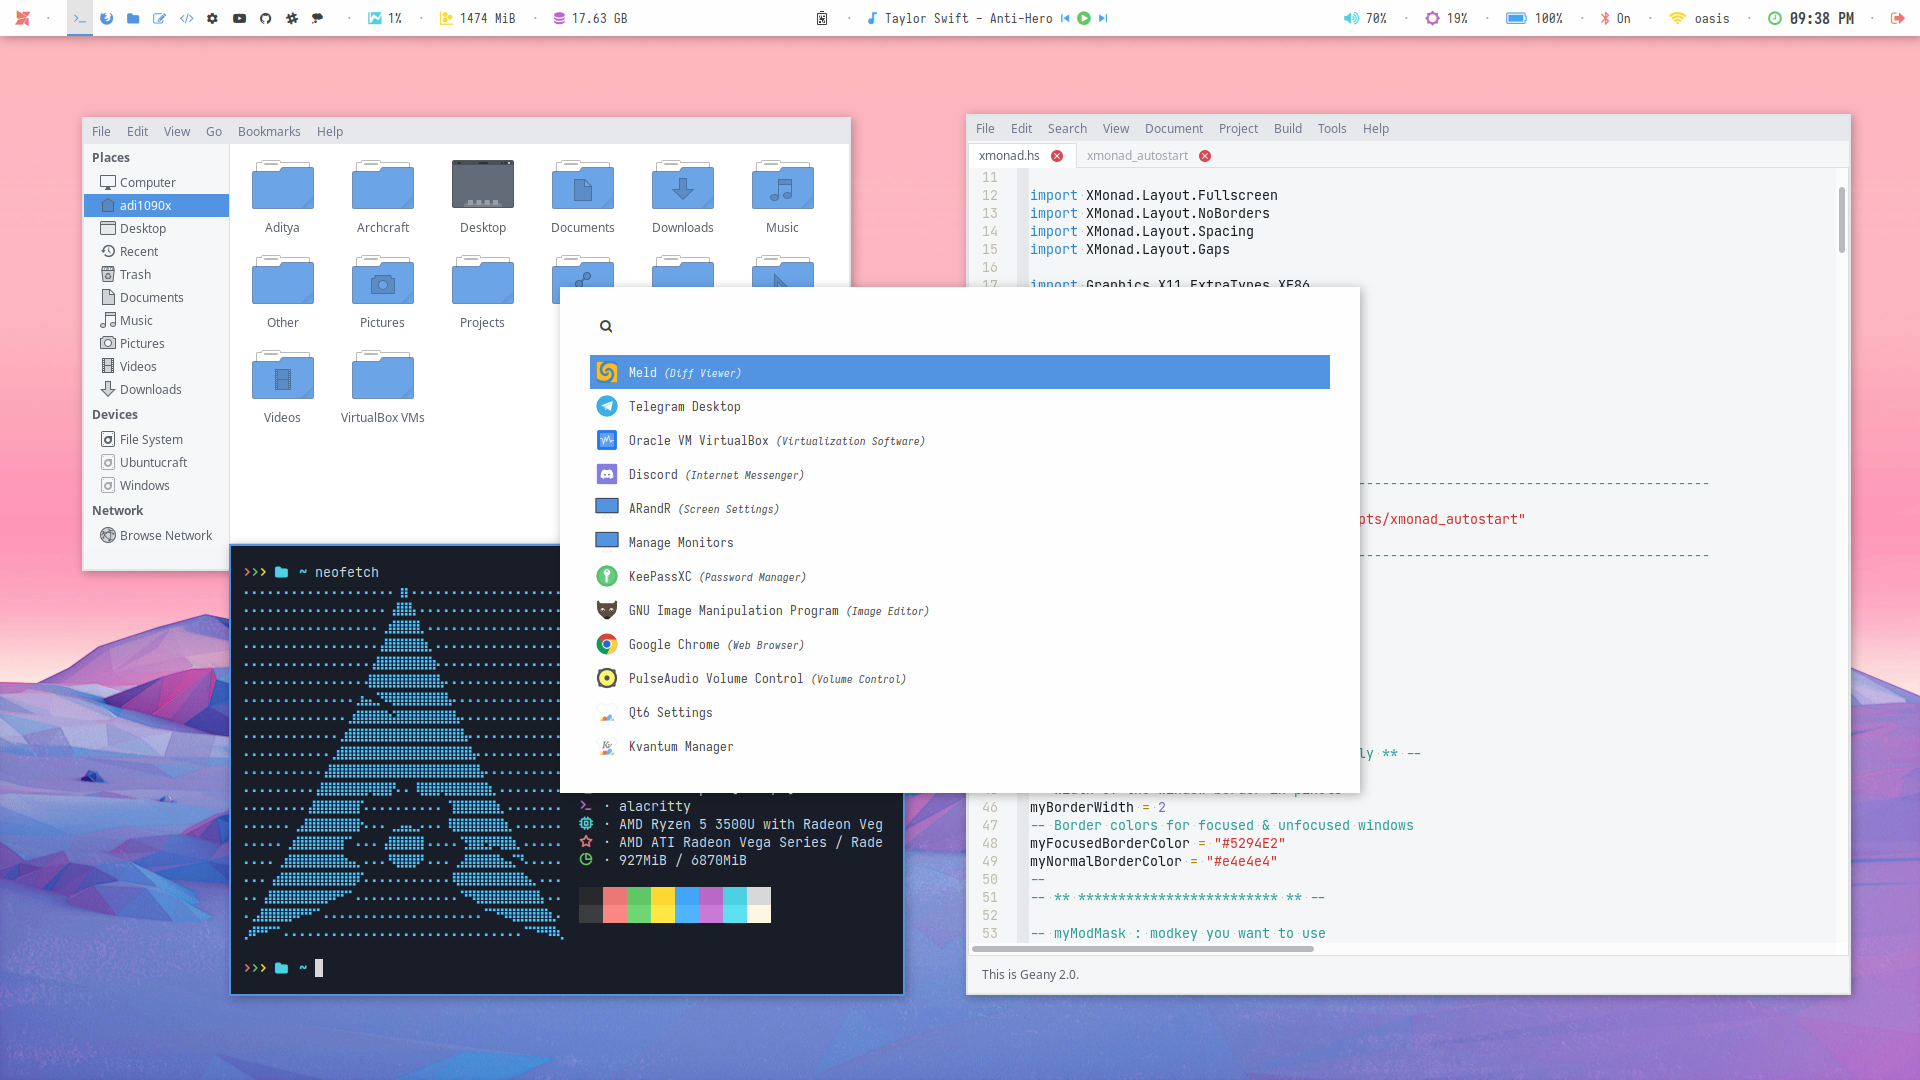 1%
1474 MiB
17.63 GB
Taylor Swift - Anti-Hero
70%
19%
100%
On
oasis
09:38 PM
File Edit View Go Bookmarks Help
Places
Computer
adi1090x
Desktop
Recent
Trash
Documents
Music
Pictures
Videos
Downloads
Devices
File System
Ubuntucraft
Windows
Network
Browse Network
Aditya Archcraft Desktop Documents Downloads Music
Other Pictures Projects
Videos VirtualBox VMs
File Edit Search View Document Project Build Tools Help
xmonad.hs xmonad_autostart
11
12 import XMonad.Layout.Fullscreen
13 import XMonad.Layout.NoBorders
14 import XMonad.Layout.Spacing
15 import XMonad.Layout.Gaps
16
17 import Graphics.X11.ExtraTypes.XF86
pts/xmonad_autostart"
ly ** --
46 myBorderWidth = 2
47 -- Border colors for focused & unfocused windows
48 myFocusedBorderColor = "#5294E2"
49 myNormalBorderColor = "#e4e4e4"
50 --
51 -- ** ************************* ** --
52
53 -- myModMask : modkey you want to use
This is Geany 2.0.
Meld (Diff Viewer)
Telegram Desktop
Oracle VM VirtualBox (Virtualization Software)
Discord (Internet Messenger)
ARandR (Screen Settings)
Manage Monitors
KeePassXC (Password Manager)
GNU Image Manipulation Program (Image Editor)
Google Chrome (Web Browser)
PulseAudio Volume Control (Volume Control)
Qt6 Settings
Kvantum Manager
>>> ~ neofetch
· alacritty
· AMD Ryzen 5 3500U with Radeon Veg
· AMD ATI Radeon Vega Series / Rade
· 927MiB / 6870MiB
>>> ~